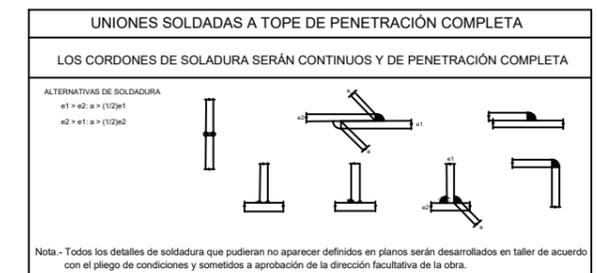 UNIONES SOLDADAS A TOPE DE PENETRACIÓN COMPLETA
LOS CORDONES DE SOLADURA SERÁN CONTINUOS Y DE PENETRACIÓN COMPLETA
ALTERNATIVAS DE SOLDADURA
e1 > e2: a > (1/2)e1
e2 > e1: a > (1/2)e2
a
e2
e1
a
e1
e2
a
Nota.- Todos los detalles de soldadura que pudieran no aparecer definidos en planos serán desarrollados en taller de acuerdo
con el pliego de condiciones y sometidos a aprobación de la dirección facultativa de la obra.